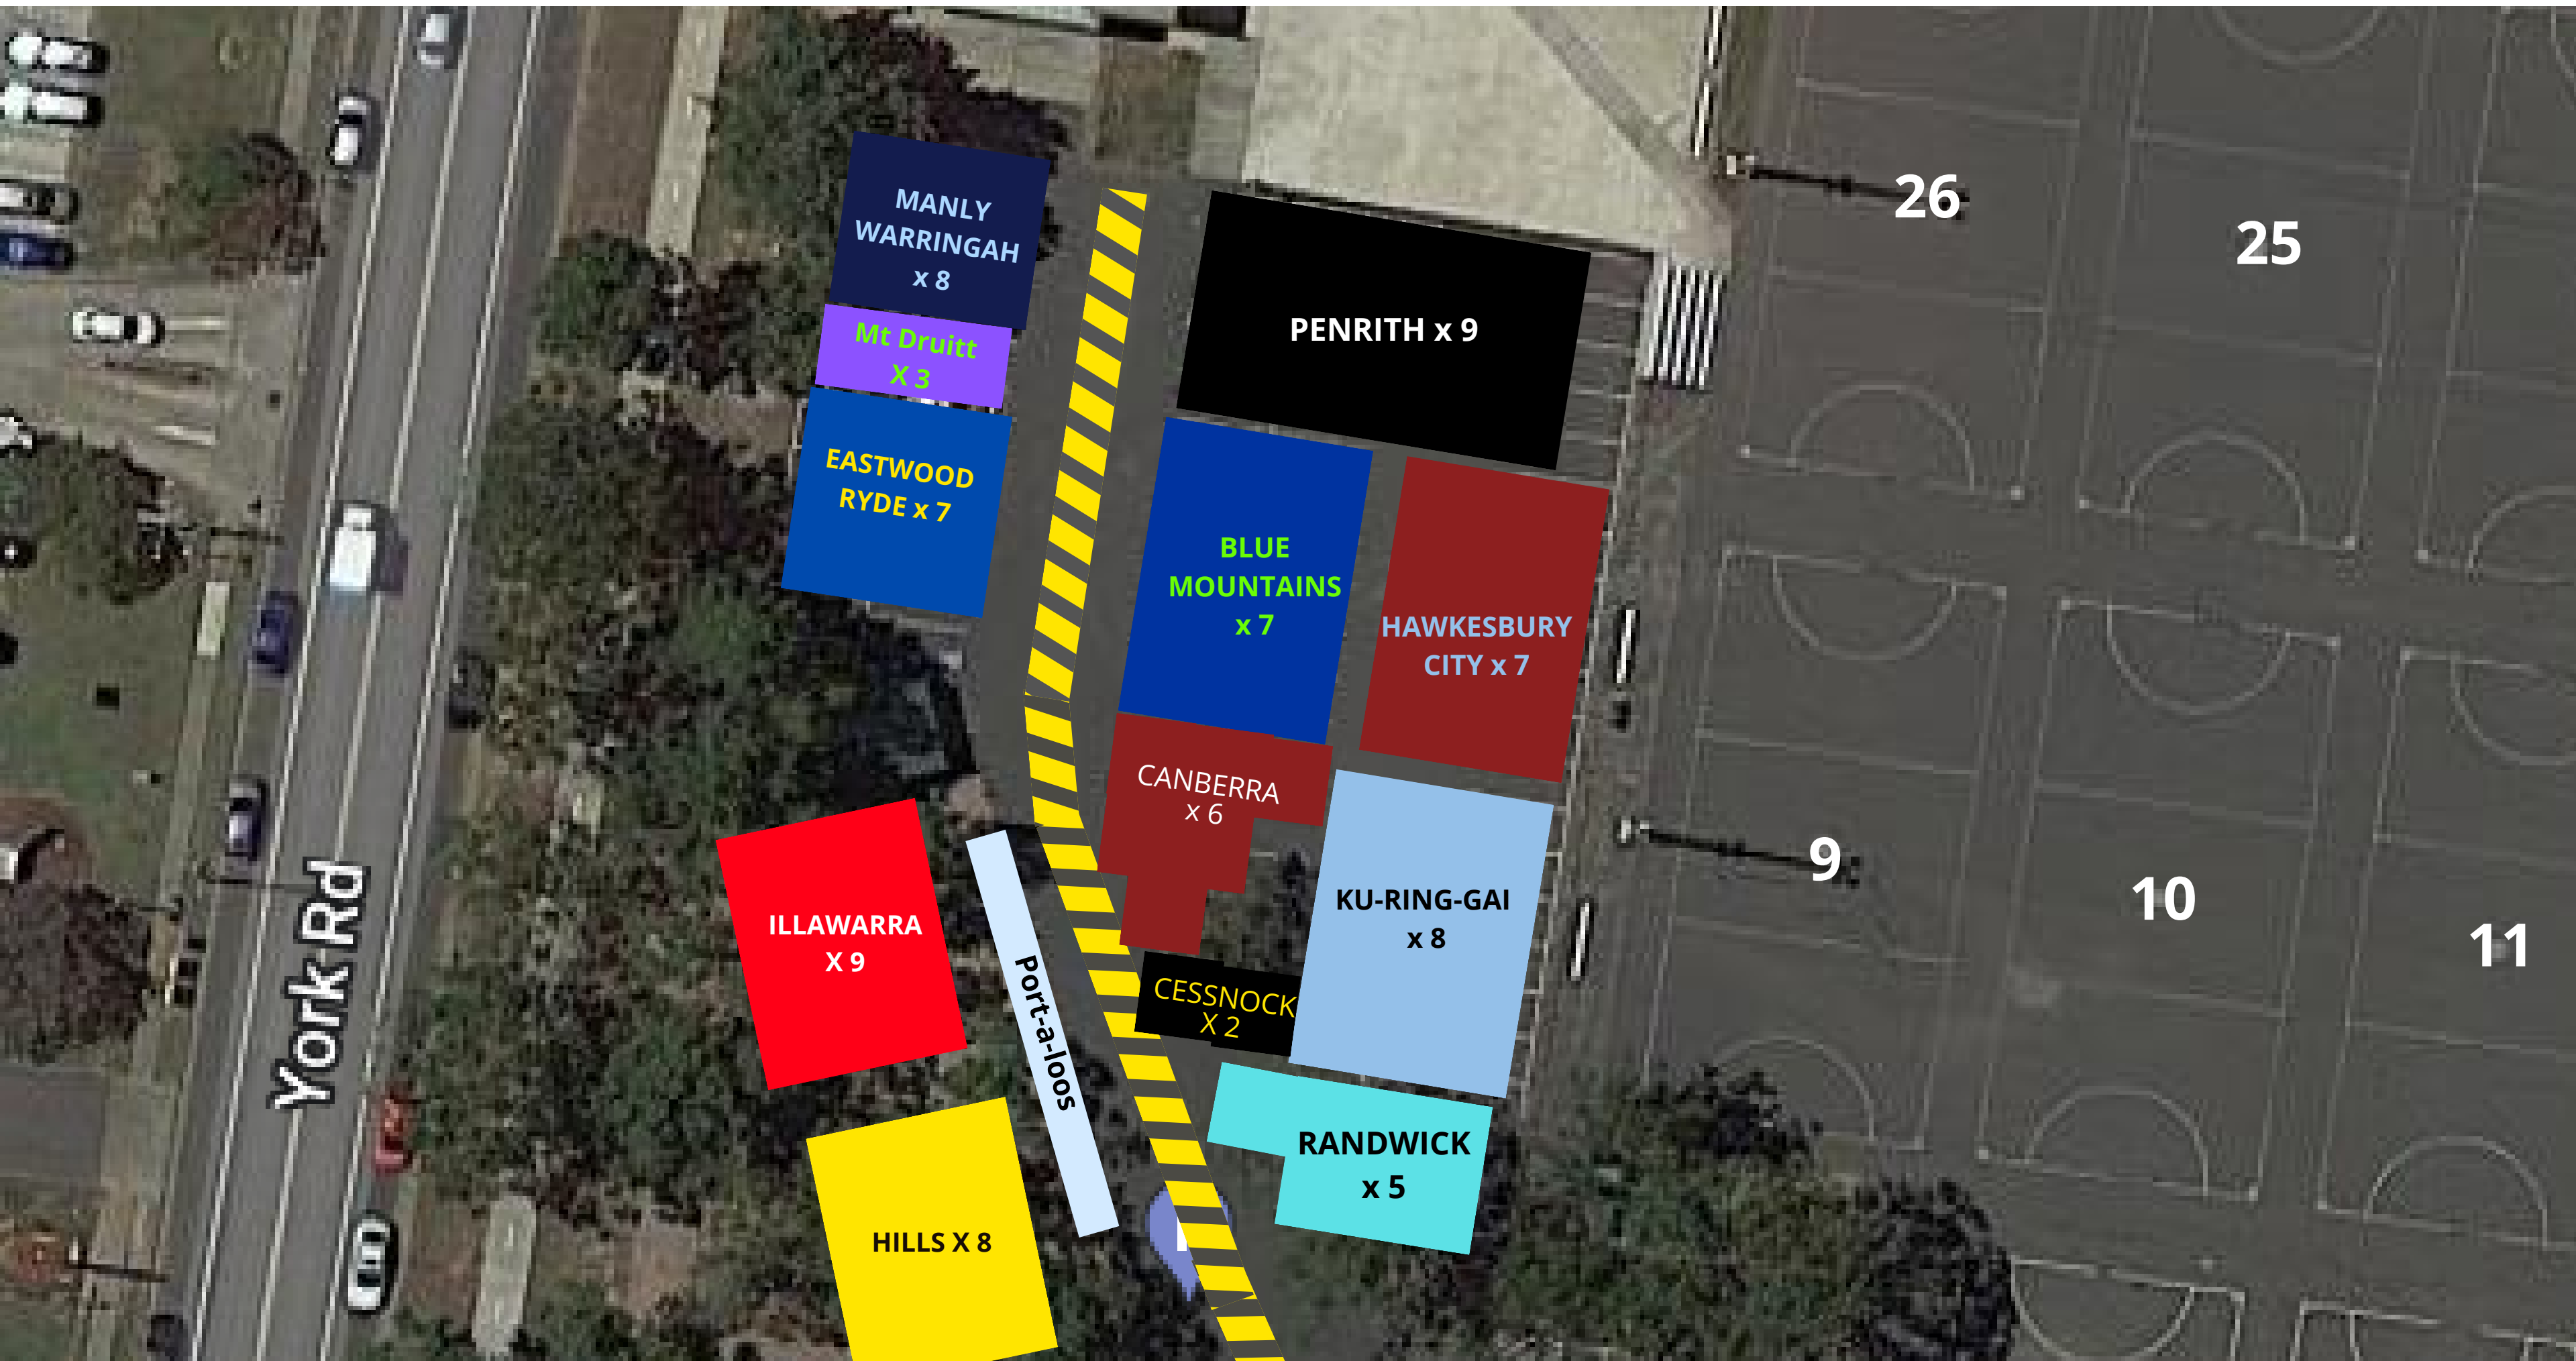 MANLY
WARRINGAH
x 8
Mt Druitt
X 3
EASTWOOD
RYDE x 7
PENRITH x 9
BLUE
MOUNTAINS
x 7
HAWKESBURY
CITY x 7
CANBERRA
x 6
KU-RING-GAI
x 8
CESSNOCK
X 2
RANDWICK
x 5
ILLAWARRA
X 9
Port-a-loos
HILLS X 8
York Rd
26
25
9
10
11